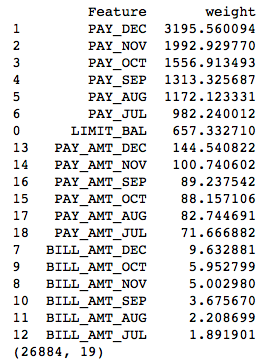 Feature weight
1 PAY_DEC 3195.560094
2 PAY_NOV 1992.929770
3 PAY_OCT 1556.913493
4 PAY_SEP 1313.325687
5 PAY_AUG 1172.123331
6 PAY_JUL 982.240012
0 LIMIT_BAL 657.332710
13 PAY_AMT_DEC 144.540822
14 PAY_AMT_NOV 100.740602
16 PAY_AMT_SEP 89.237542
15 PAY_AMT_OCT 88.157106
17 PAY_AMT_AUG 82.744691
18 PAY_AMT_JUL 71.666882
7 BILL_AMT_DEC 9.632881
9 BILL_AMT_OCT 5.952799
8 BILL_AMT_NOV 5.002980
10 BILL_AMT_SEP 3.675670
11 BILL_AMT_AUG 2.208699
12 BILL_AMT_JUL 1.891901
(26884, 19)